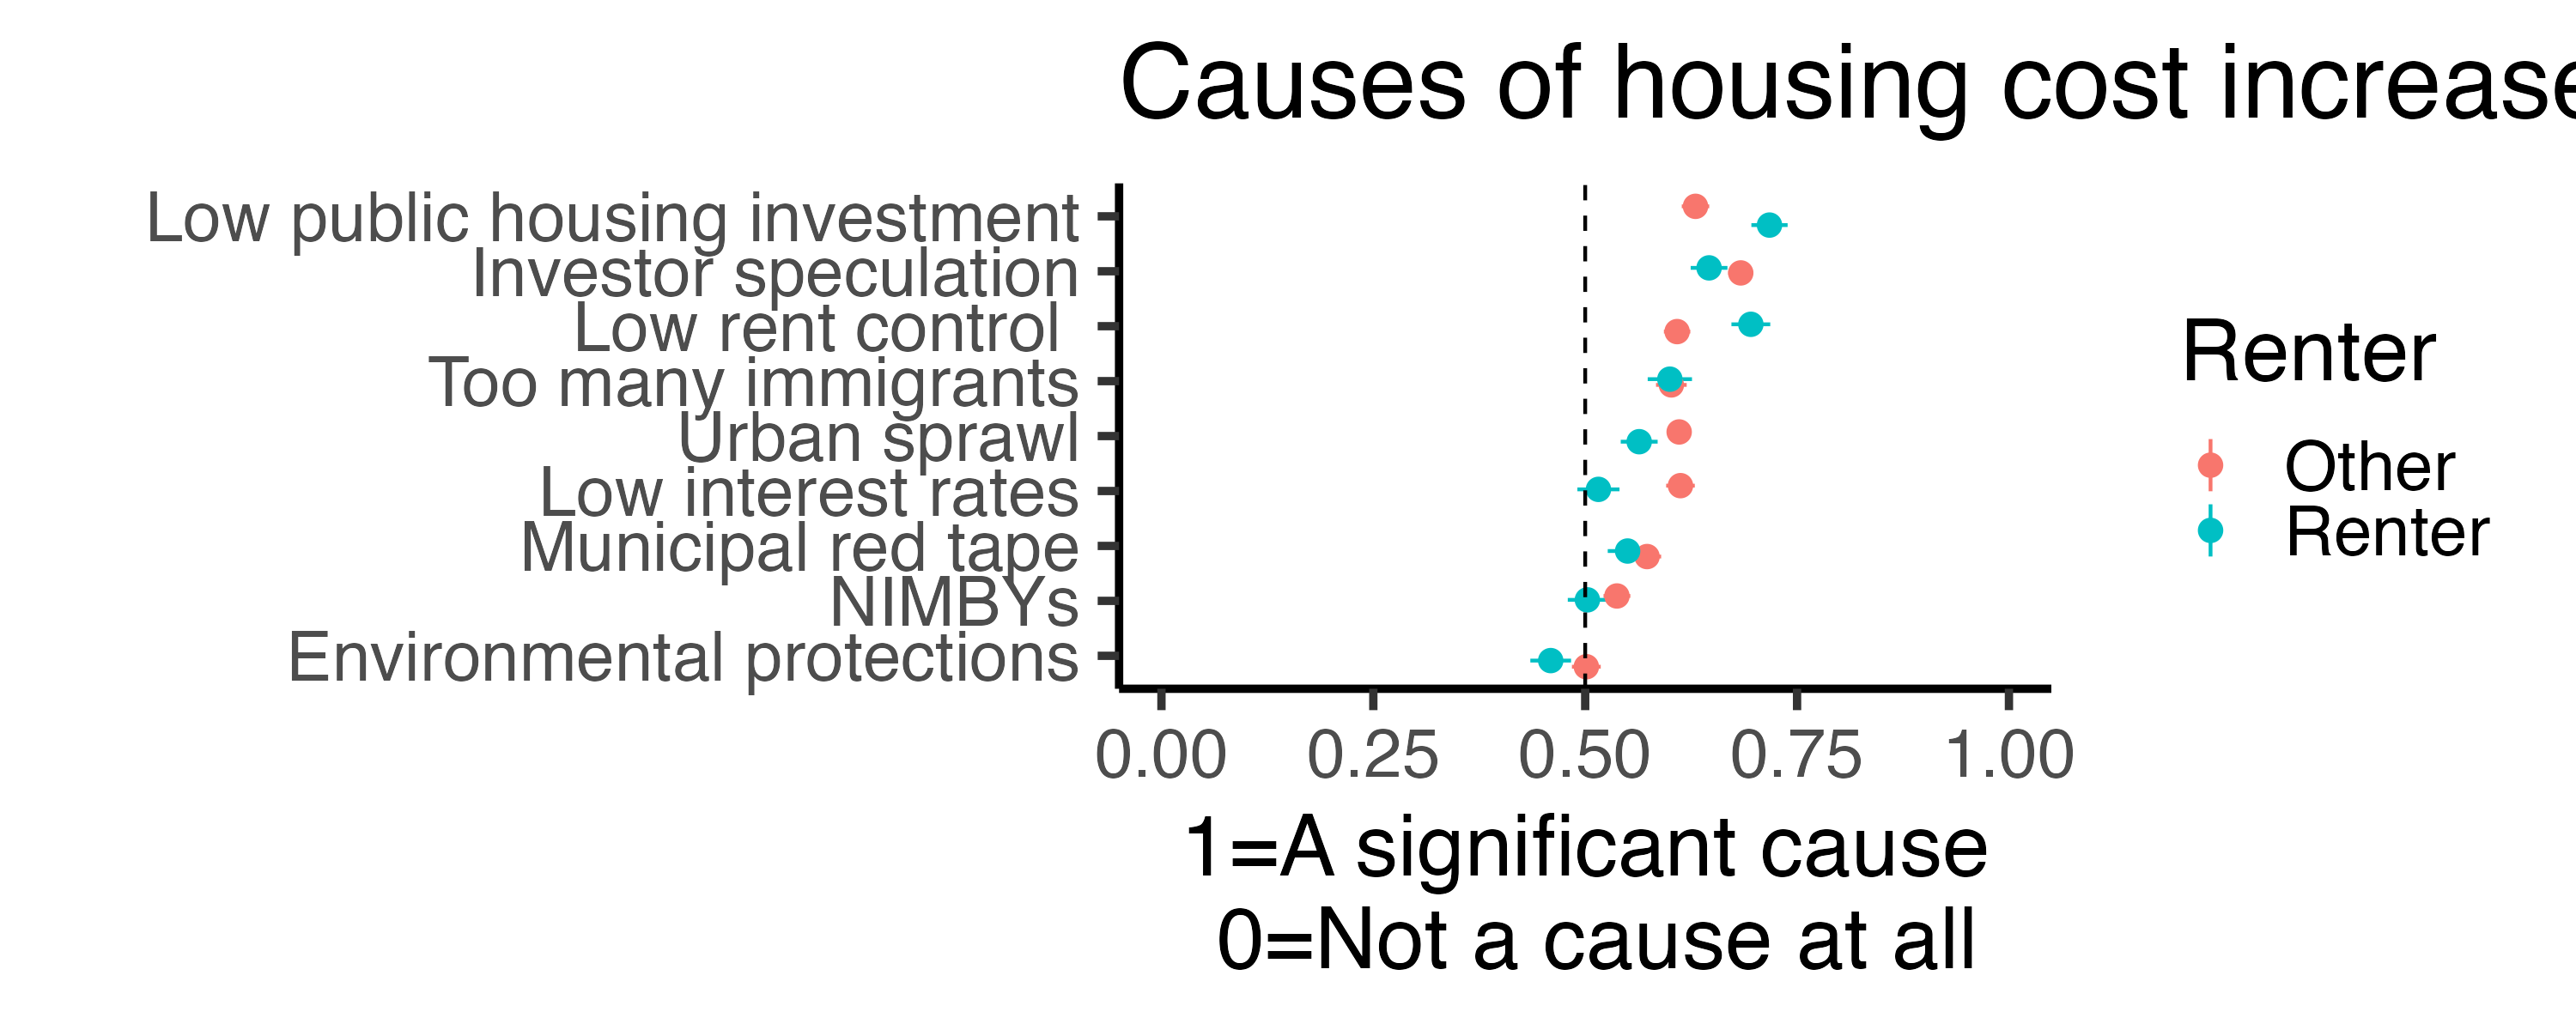 Causes of housing cost increase
Low public housing investment
Investor speculation
Low rent control
Too many immigrants
Urban sprawl
Low interest rates
Municipal red tape
NIMBYs
Environmental protections
0.00 0.25 0.50 0.75 1.00
1=A significant cause
0=Not a cause at all
Renter
Other
Renter